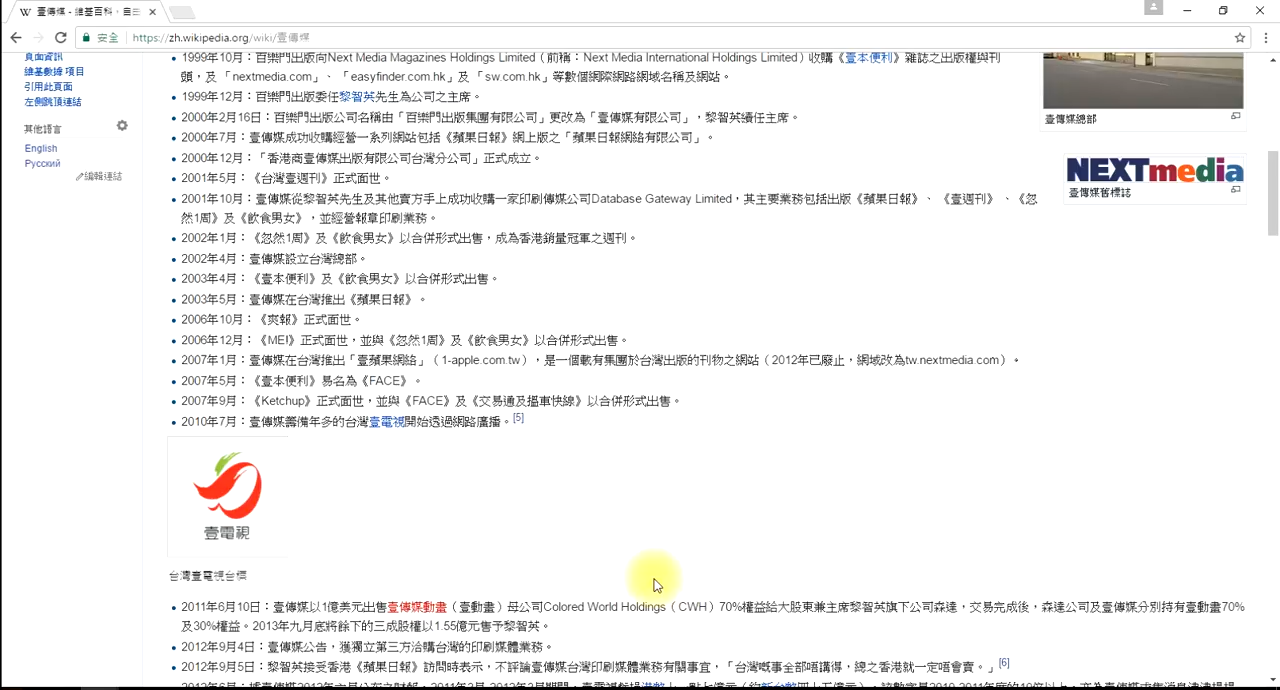 壹傳媒 - 維基百科，自由
安全 https://zh.wikipedia.org/wiki/壹傳媒
頁面資訊
維基數據 項目
引用此頁面
左側跳頂連結
其他語言
English
Русский
編輯連結
1999年10月：百樂門出版向Next Media Magazines Holdings Limited（前稱：Next Media International Holdings Limited）收購《壹本便利》雜誌之出版權與刊
頭，及「nextmedia.com」、「easyfinder.com.hk」及「sw.com.hk」等數個網際網路網域名稱及網站。
1999年12月：百樂門出版委任黎智英先生為公司之主席。
2000年2月16日：百樂門出版公司名稱由「百樂門出版集團有限公司」更改為「壹傳媒有限公司」，黎智英續任主席。
2000年7月：壹傳媒成功收購經營一系列網站包括《蘋果日報》網上版之「蘋果日報網絡有限公司」。
2000年12月：「香港商壹傳媒出版有限公司台灣分公司」正式成立。
2001年5月：《台灣壹週刊》正式面世。
2001年10月：壹傳媒從黎智英先生及其他賣方手上成功收購一家印刷傳媒公司Database Gateway Limited，其主要業務包括出版《蘋果日報》、《壹週刊》、《忽
然1周》及《飲食男女》，並經營報章印刷業務。
2002年1月：《忽然1周》及《飲食男女》以合併形式出售，成為香港銷量冠軍之週刊。
2002年4月：壹傳媒設立台灣總部。
2003年4月：《壹本便利》及《飲食男女》以合併形式出售。
2003年5月：壹傳媒在台灣推出《蘋果日報》。
2006年10月：《爽報》正式面世。
2006年12月：《ME!》正式面世，並與《忽然1周》及《飲食男女》以合併形式出售。
2007年1月：壹傳媒在台灣推出「壹蘋果網絡」（1-apple.com.tw），是一個載有集團於台灣出版的刊物之網站（2012年已廢止，網域改為tw.nextmedia.com）。
2007年5月：《壹本便利》易名為《FACE》。
2007年9月：《Ketchup》正式面世，並與《FACE》及《交易通及搵車快線》以合併形式出售。
2010年7月：壹傳媒籌備年多的台灣壹電視開始透過網路廣播。[5]
壹電視
台灣壹電視台標
2011年6月10日：壹傳媒以1億美元出售壹傳媒動畫（壹動畫）母公司Colored World Holdings（CWH）70%權益給大股東兼主席黎智英旗下公司森達，交易完成後，森達公司及壹傳媒分別持有壹動畫70%
及30%權益。2013年九月底將餘下的三成股權以1.55億元售予黎智英。
2012年9月4日：壹傳媒公告，獲獨立第三方洽購台灣的印刷媒體業務。
2012年9月5日：黎智英接受香港《蘋果日報》訪問時表示，不評論壹傳媒台灣印刷媒體業務有關事宜，「台灣嘅事全部唔講得，總之香港就一定唔會賣。」[6]
壹傳媒總部
NEXTmedia
壹傳媒舊標誌